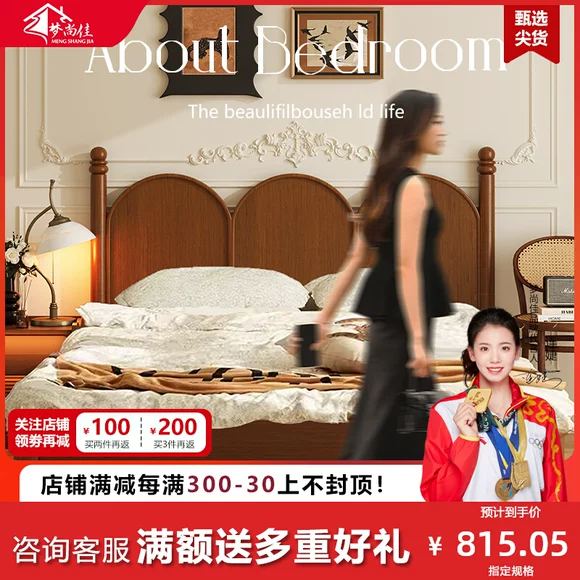 梦尚佳
MENG SHANG JIA
甄选
尖货
About Bedroom
The beaulifilbouseh ld life
关注店铺
领券再减
¥100
买两件再返
¥200
买3件再返
店铺满减每满300-30上不封顶！
预计到手价
咨询客服 满额送多重好礼
¥ 815.05
指定规格